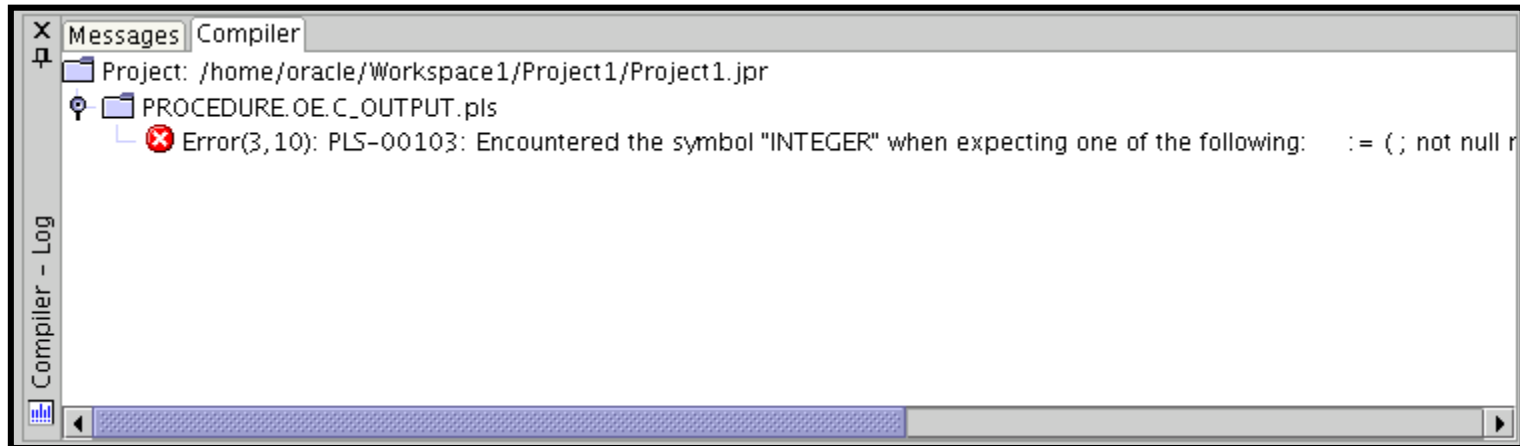 Messages Compiler
Project: /home/oracle/Workspace1/Project1/Project1.jpr
PROCEDURE.OE.C_OUTPUT.pls
Error(3,10): PLS-00103: Encountered the symbol "INTEGER" when expecting one of the following: := ( ; not null r
Compiler - Log